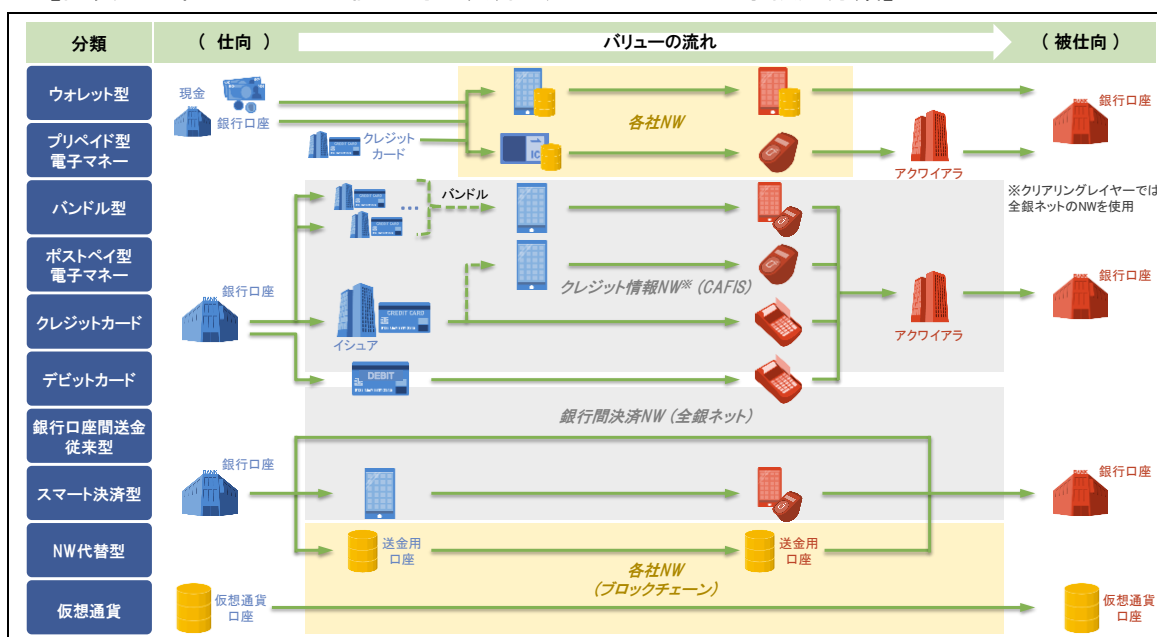 分類
（ 仕向 ）
バリューの流れ
（ 被仕向 ）
ウォレット型
現金
銀行口座
各社NW
銀行口座
プリペイド型
電子マネー
クレジット
カード
IC
アクワイアラ
バンドル型
バンドル
…
※クリアリングレイヤーでは
全銀ネットのNWを使用
ポストペイ型
電子マネー
クレジット情報NW※（CAFIS）
銀行口座
銀行口座
クレジットカード
CREDIT CARD
イシュア
アクワイアラ
デビットカード
DEBIT
銀行口座間送金
従来型
銀行間決済NW（全銀ネット）
BANK
銀行口座
銀行口座
スマート決済型
NW代替型
送金用
口座
送金用
口座
各社NW
（ブロックチェーン）
仮想通貨
仮想通貨
口座
仮想通貨
口座